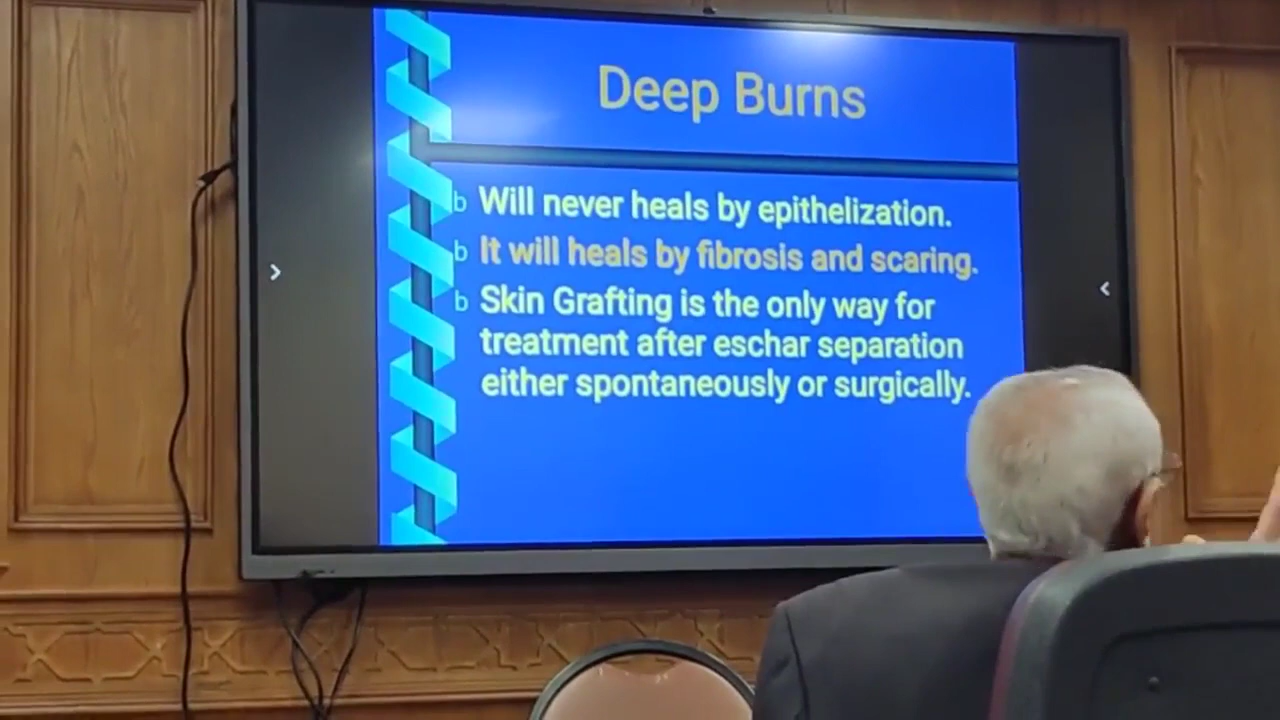 Deep Burns
b Will never heals by epithelization.
b It will heals by fibrosis and scaring.
b Skin Grafting is the only way for
treatment after eschar separation
either spontaneously or surgically.